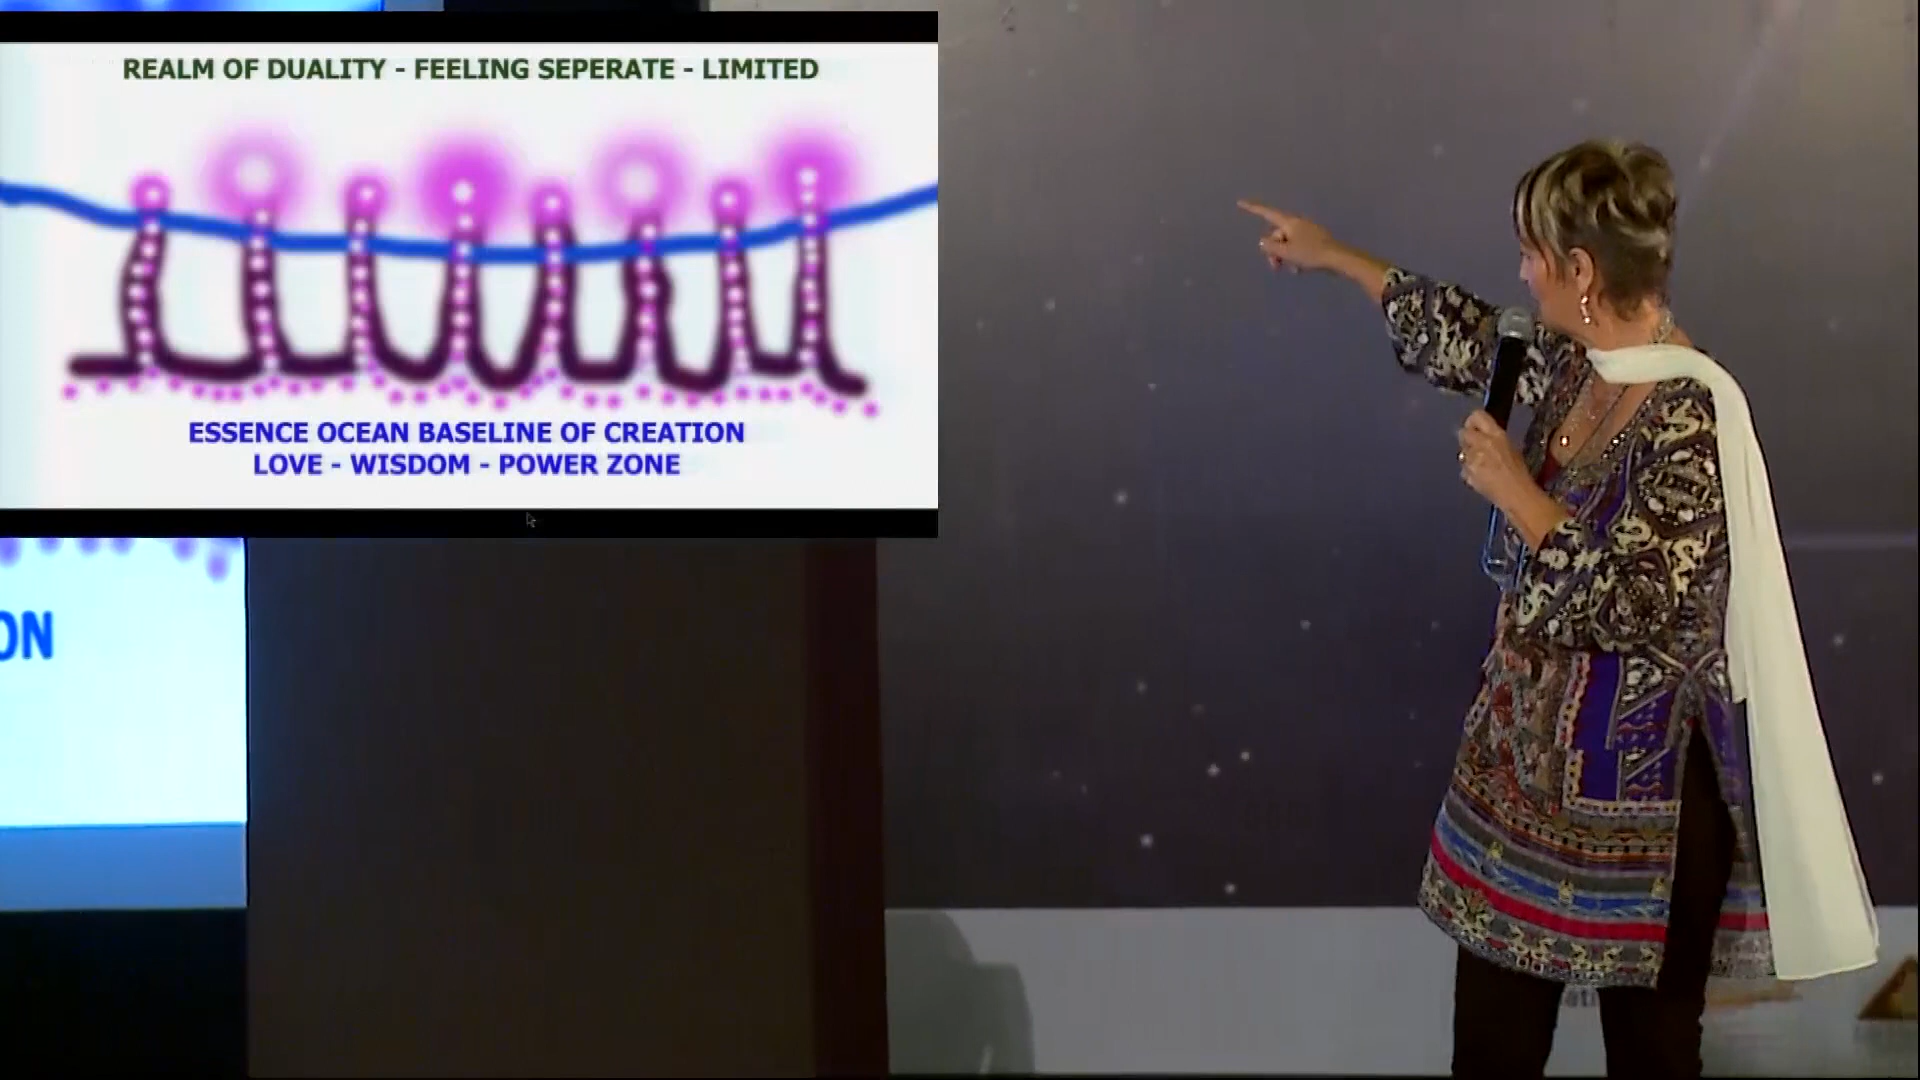 REALM OF DUALITY - FEELING SEPERATE - LIMITED
ESSENCE OCEAN BASELINE OF CREATION
LOVE - WISDOM - POWER ZONE
ON